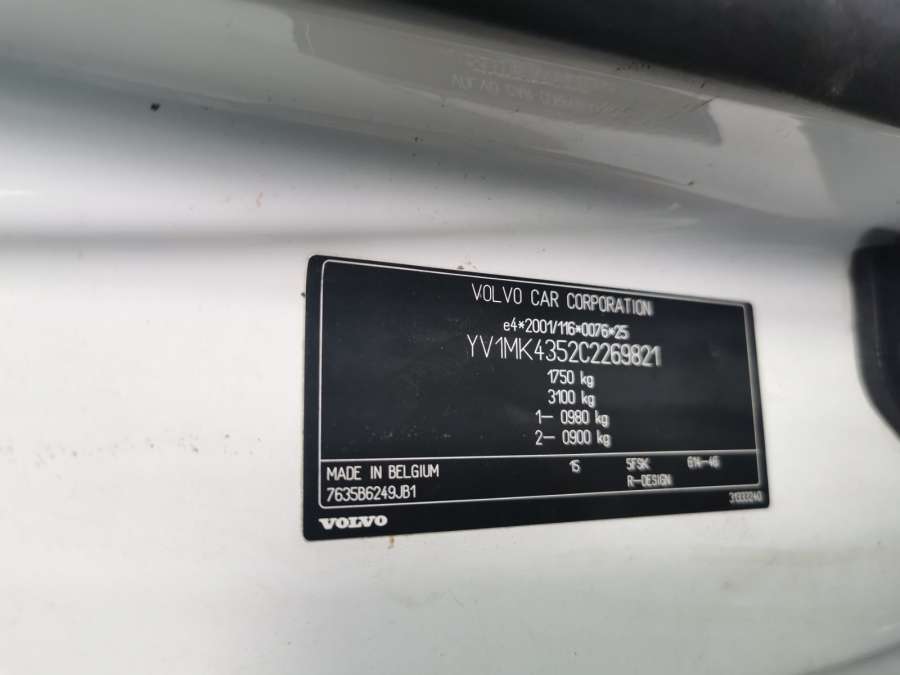 VOLVO CAR CORPORATION
e4*2001/116*0076*25
YV1MK4352C2269821
1750 kg
3100 kg
1– 0980 kg
2– 0900 kg
MADE IN BELGIUM 15 5FSK 614–46
7635B6249JB1 R–DESIGN 31333240
VOLVO